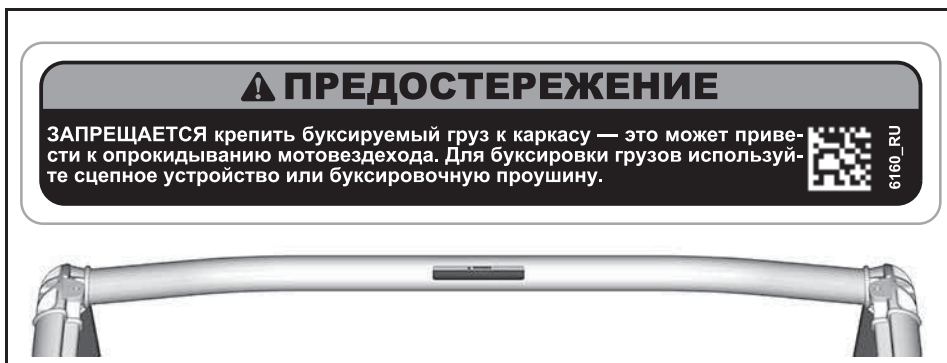 ⚠ ПРЕДОСТЕРЕЖЕНИЕ
ЗАПРЕЩАЕТСЯ крепить буксируемый груз к каркасу — это может приве-
сти к опрокидыванию мотовездехода. Для буксировки грузов используй-
те сцепное устройство или буксировочную проушину.
6160_RU